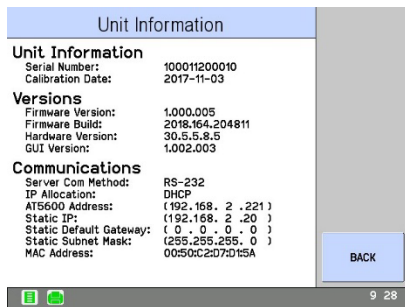 Unit Information
Unit Information
Serial Number: 100011200010
Calibration Date: 2017-11-03
Versions
Firmware Version: 1.000.005
Firmware Build: 2018.164.204811
Hardware Version: 30.5.5.8.5
GUI Version: 1.002.003
Communications
Server Com Method: RS-232
IP Allocation: DHCP
AT5600 Address: (192.168. 2 .221 )
Static IP: (192.168. 2 .20 )
Static Default Gateway: ( 0 . 0 . 0 . 0 )
Static Subnet Mask: (255.255.255. 0 )
MAC Address: 00:50:C2:D7:D1:5A
BACK
9 28